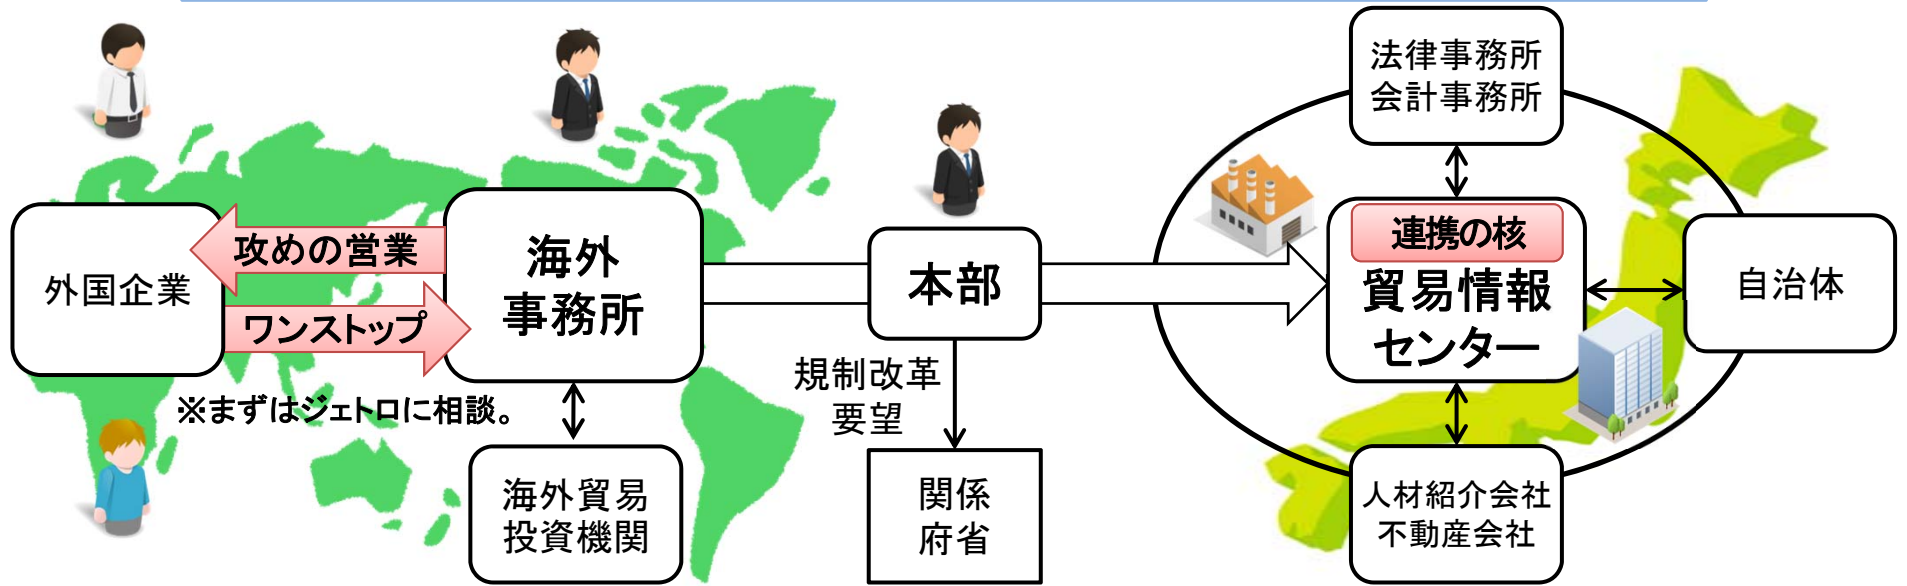 法律事務所
会計事務所
外国企業
攻めの営業
ワンストップ
※まずはジェトロに相談。
海外
事務所
海外貿易
投資機関
本部
規制改革
要望
関係
府省
連携の核
貿易情報
センター
自治体
人材紹介会社
不動産会社